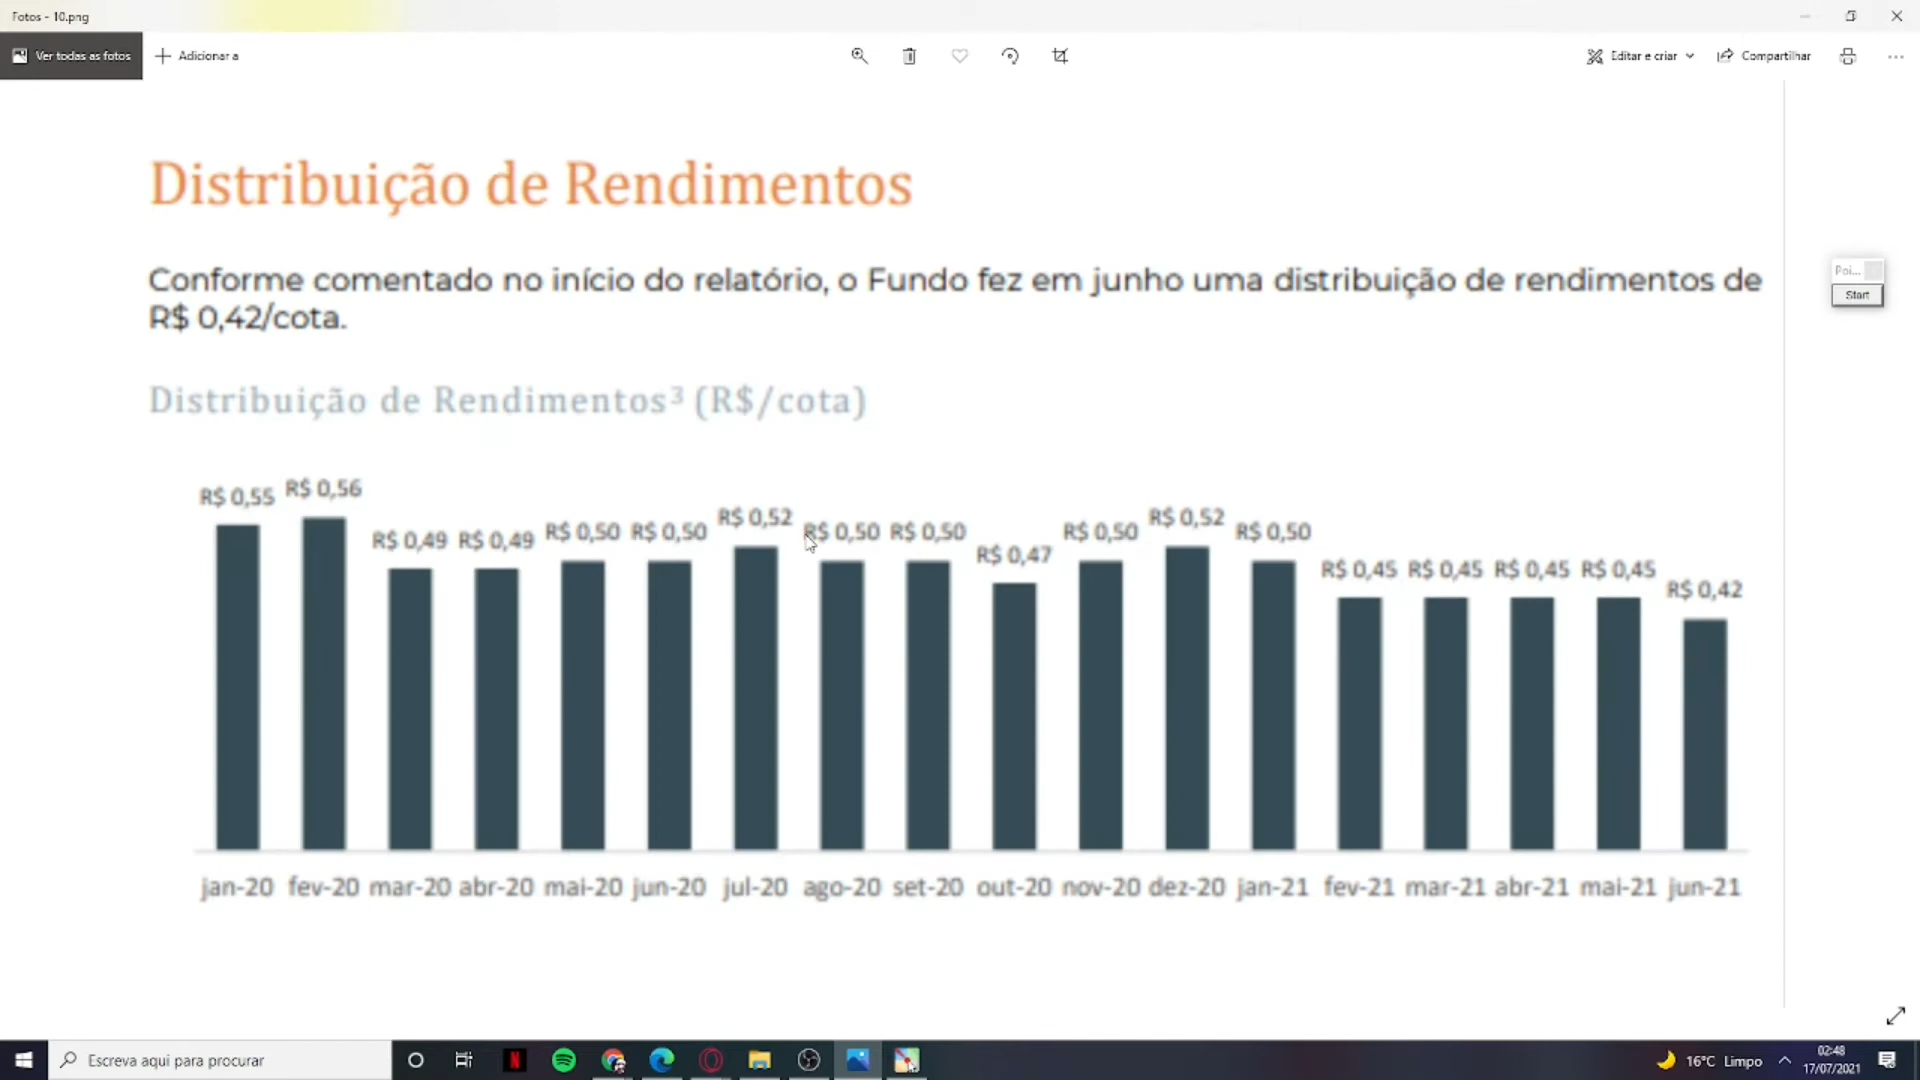 Fotos - 10.png
Ver todas as fotos
Adicionar a
Editar e criar
Compartilhar
Distribuição de Rendimentos
Conforme comentado no início do relatório, o Fundo fez em junho uma distribuição de rendimentos de
R$ 0,42/cota.
Poi...
Start
Distribuição de Rendimentos³ (R$/cota)
R$ 0,55 R$ 0,56 R$ 0,49 R$ 0,49 R$ 0,50 R$ 0,50 R$ 0,52 R$ 0,50 R$ 0,50 R$ 0,47 R$ 0,50 R$ 0,52 R$ 0,50 R$ 0,45 R$ 0,45 R$ 0,45 R$ 0,45 R$ 0,42
jan-20 fev-20 mar-20 abr-20 mai-20 jun-20 jul-20 ago-20 set-20 out-20 nov-20 dez-20 jan-21 fev-21 mar-21 abr-21 mai-21 jun-21
Escreva aqui para procurar
16°C Limpo
02:48
17/07/2021